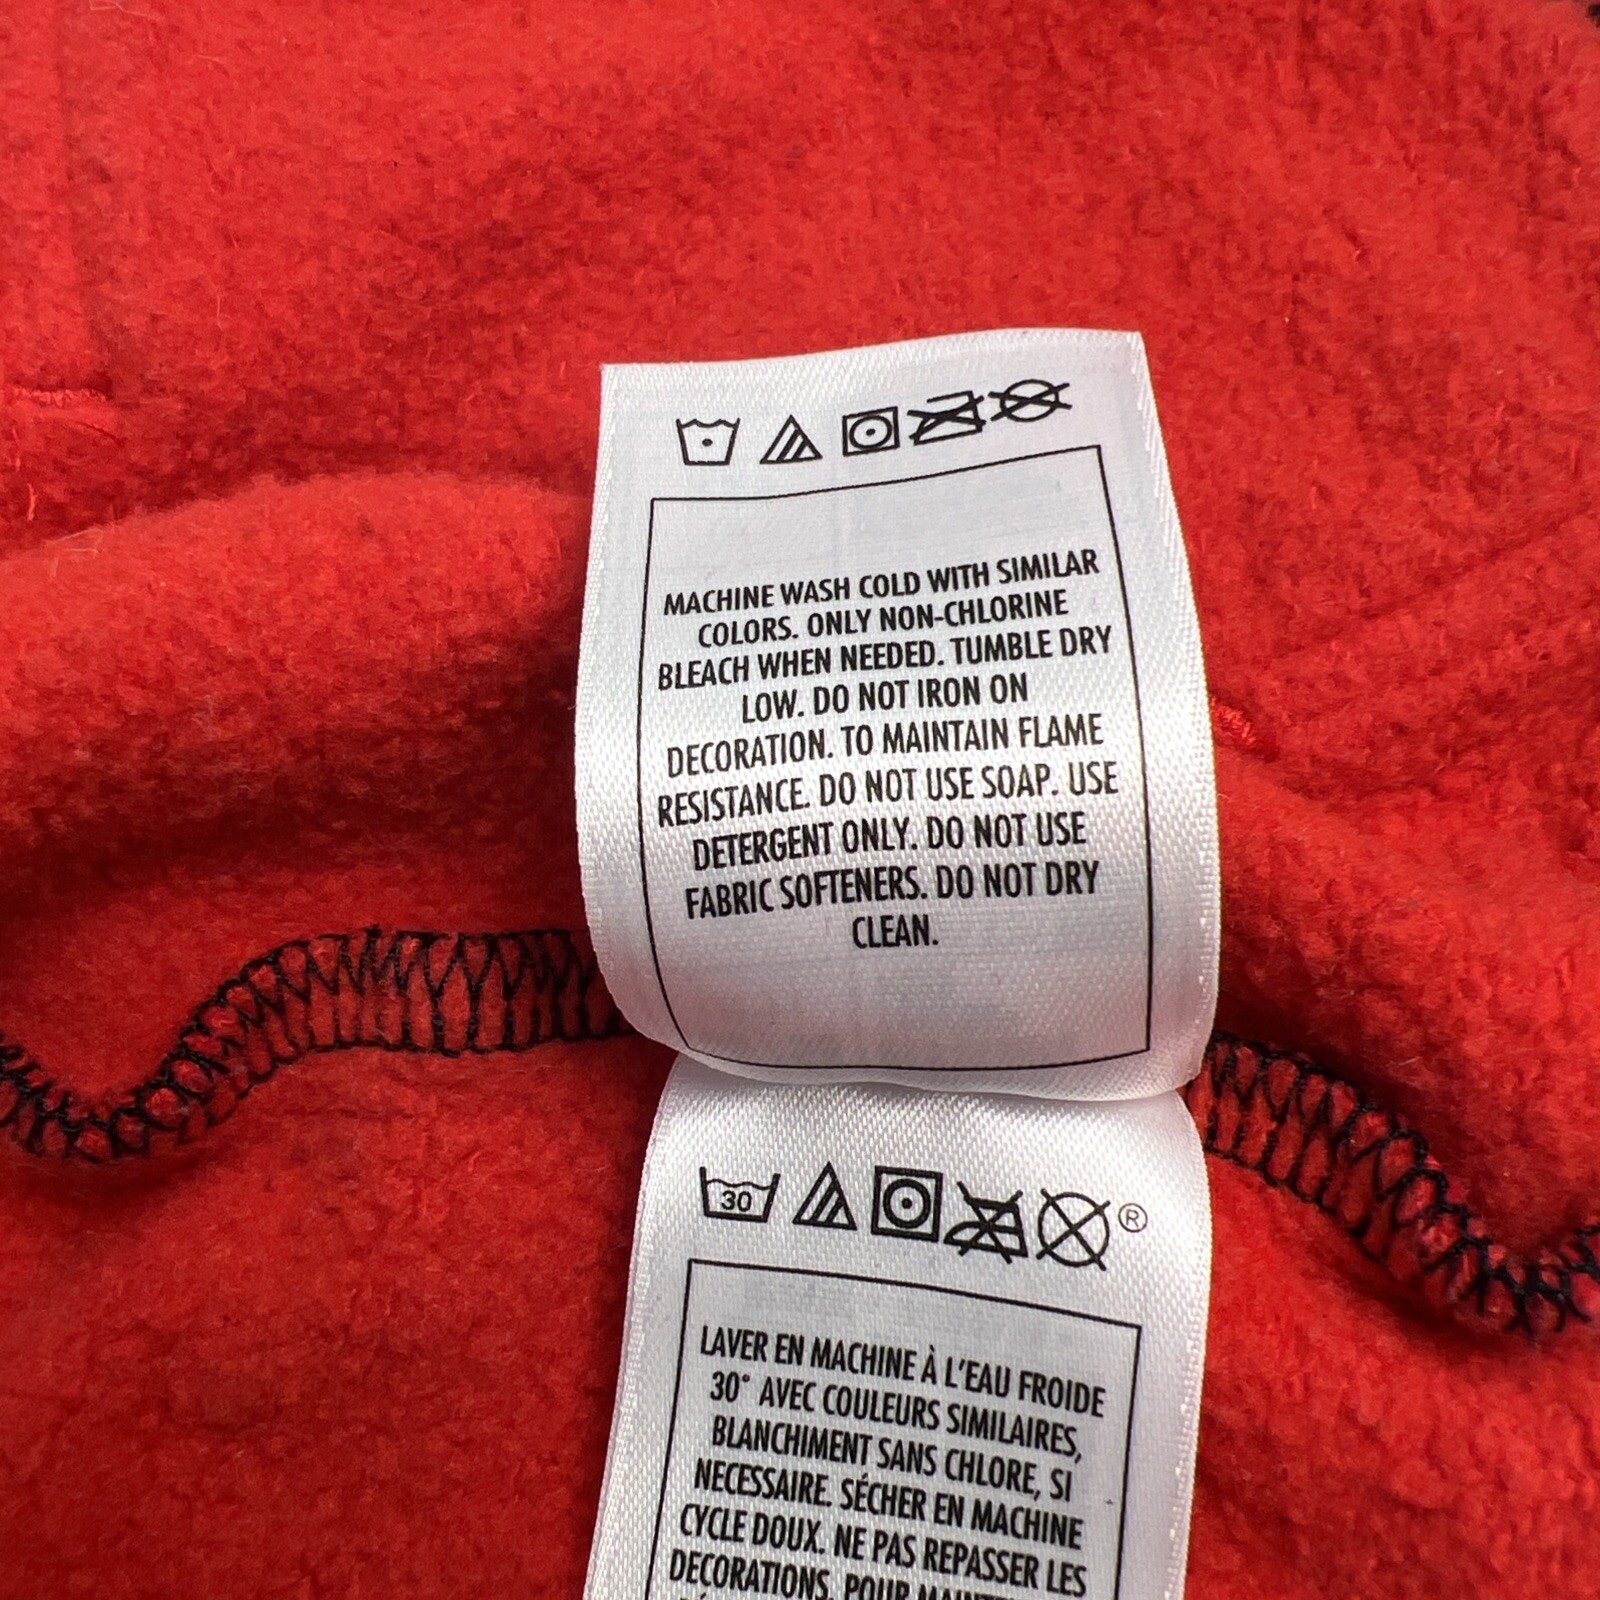 MACHINE WASH COLD WITH SIMILAR
COLORS. ONLY NON-CHLORINE
BLEACH WHEN NEEDED. TUMBLE DRY
LOW. DO NOT IRON ON
DECORATION. TO MAINTAIN FLAME
RESISTANCE. DO NOT USE SOAP. USE
DETERGENT ONLY. DO NOT USE
FABRIC SOFTENERS. DO NOT DRY
CLEAN.
30 ®
LAVER EN MACHINE À L'EAU FROIDE
30° AVEC COULEURS SIMILAIRES,
BLANCHIMENT SANS CHLORE, SI
NECESSAIRE. SÉCHER EN MACHINE
CYCLE DOUX. NE PAS REPASSER LES
DECORATIONS. POUR